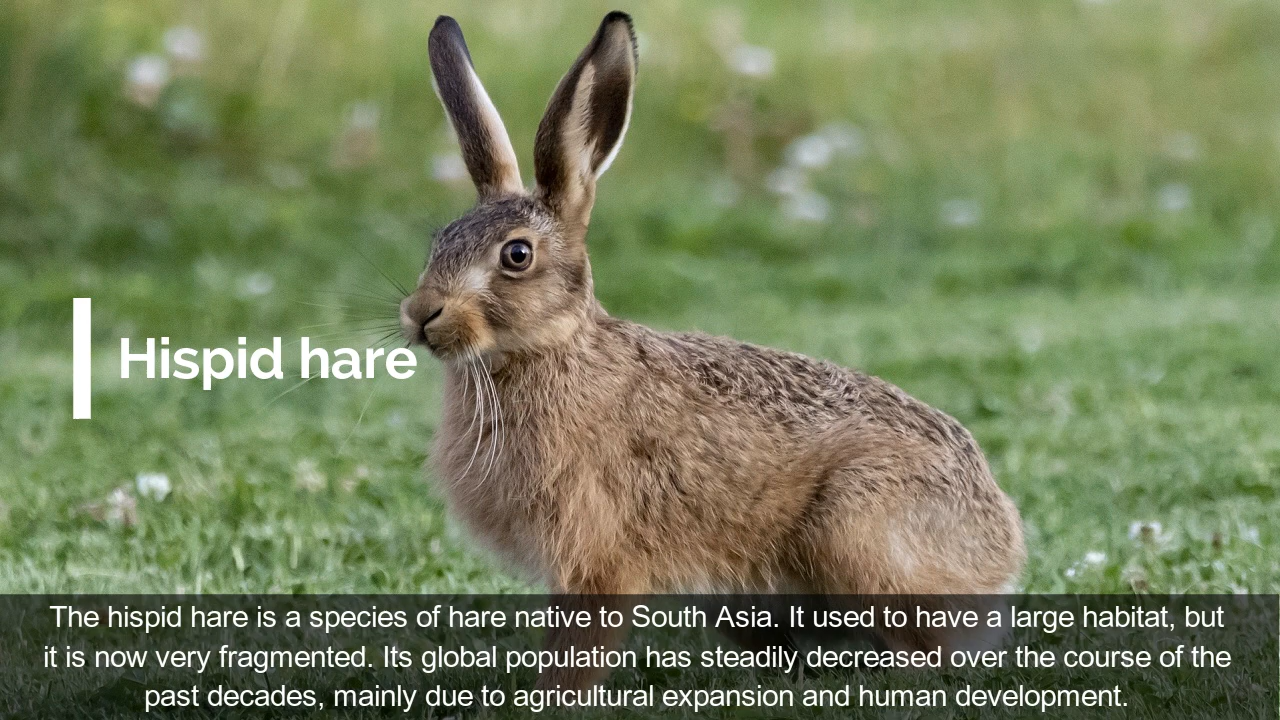 Hispid hare
The hispid hare is a species of hare native to South Asia. It used to have a large habitat, but
it is now very fragmented. Its global population has steadily decreased over the course of the
past decades, mainly due to agricultural expansion and human development.